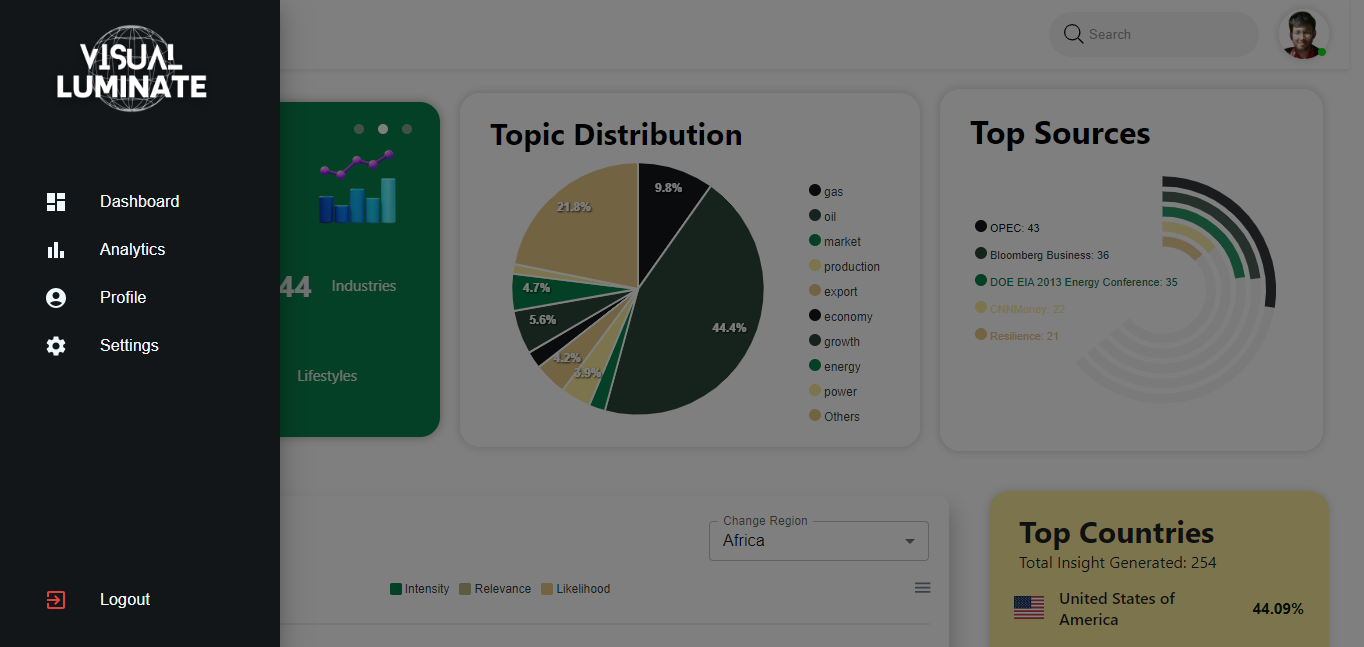 VISUAL
LUMINATE
Dashboard
Analytics
Profile
Settings
Logout
Search
44 Industries
Lifestyles
Topic Distribution
9.8%
21.8%
4.7%
5.6%
4.2%
3.9%
44.4%
gas
oil
market
production
export
economy
growth
energy
power
Others
Top Sources
OPEC: 43
Bloomberg Business: 36
DOE EIA 2013 Energy Conference: 35
CNNMoney: 22
Resilience: 21
Change Region
Africa
Intensity Relevance Likelihood
Top Countries
Total Insight Generated: 254
United States of
America
44.09%